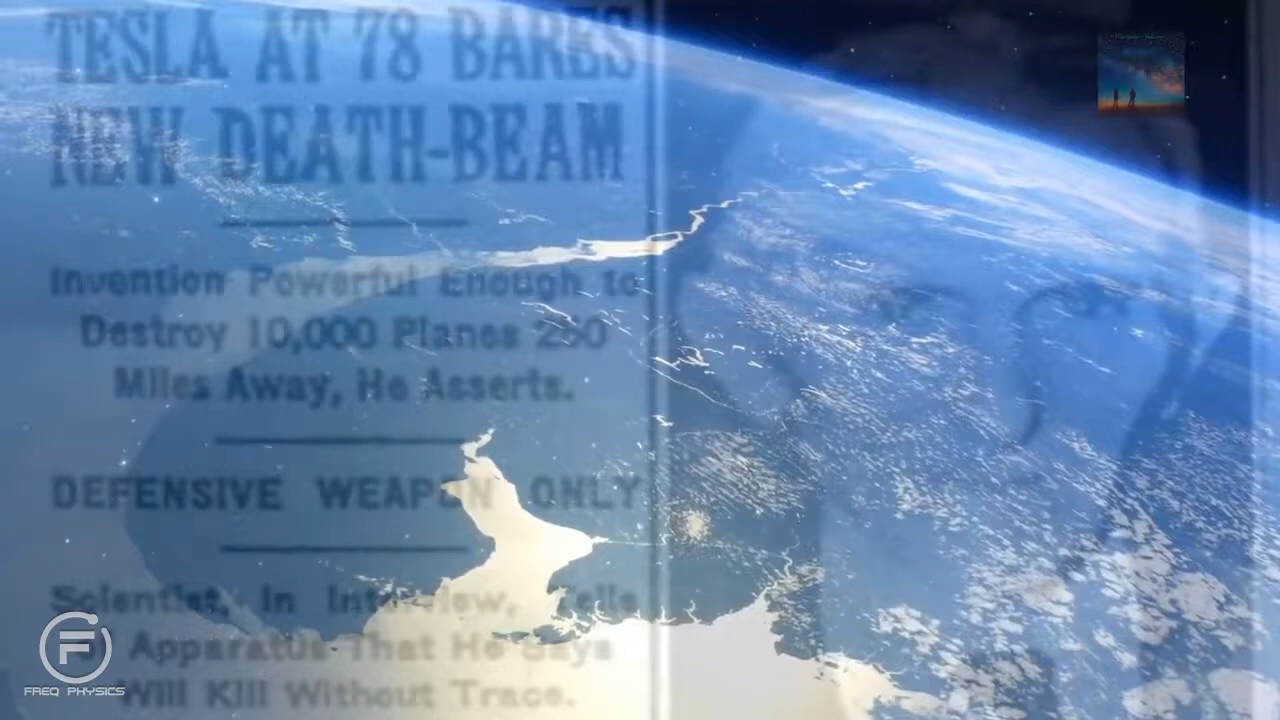 TESLA AT 78 BARES
NEW DEATH-BEAM
Invention Powerful Enough to
Destroy 10,000 Planes 250
Miles Away, He Asserts.
DEFENSIVE WEAPON ONLY
Scientist, in Interview, Tells
of Apparatus That He Says
Will Kill Without Trace.
FREQ PHYSICS